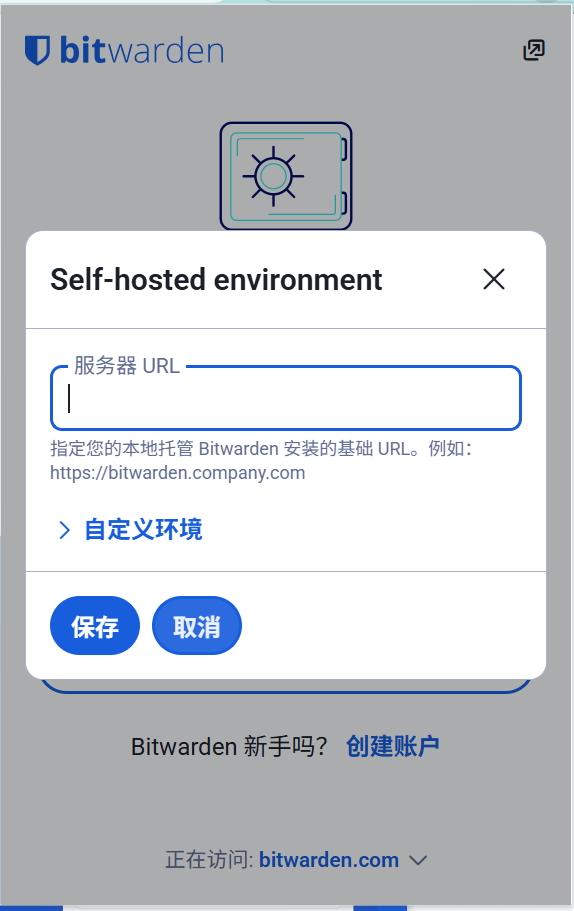 bitwarden
Self-hosted environment
服务器 URL
指定您的本地托管 Bitwarden 安装的基础 URL。例如：
https://bitwarden.company.com
自定义环境
保存 取消
Bitwarden 新手吗？ 创建账户
正在访问: bitwarden.com